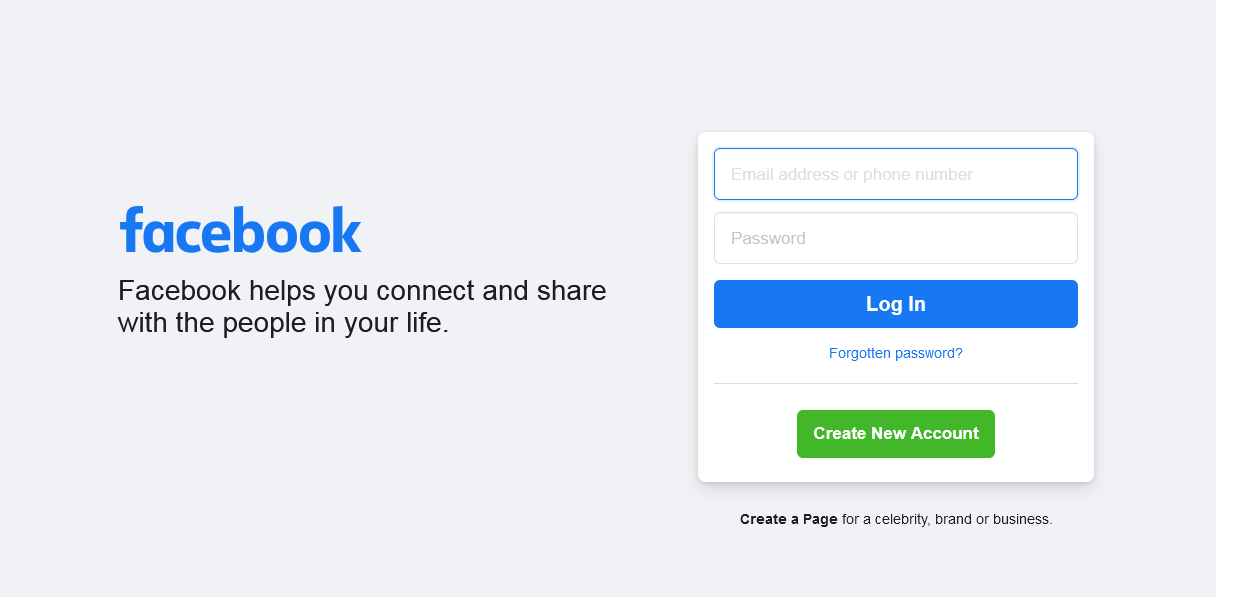 facebook
Facebook helps you connect and share
with the people in your life.
Email address or phone number
Password
Log In
Forgotten password?
Create New Account
Create a Page for a celebrity, brand or business.